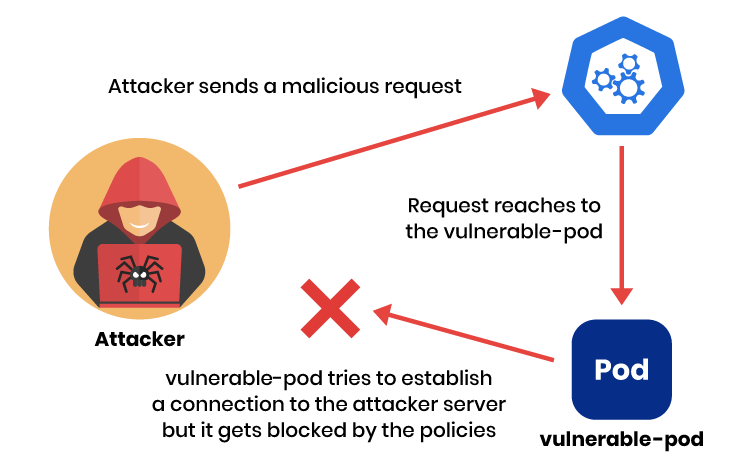 Attacker sends a malicious request
Request reaches to
the vulnerable-pod
Attacker
vulnerable-pod tries to establish
a connection to the attacker server
but it gets blocked by the policies
Pod
vulnerable-pod